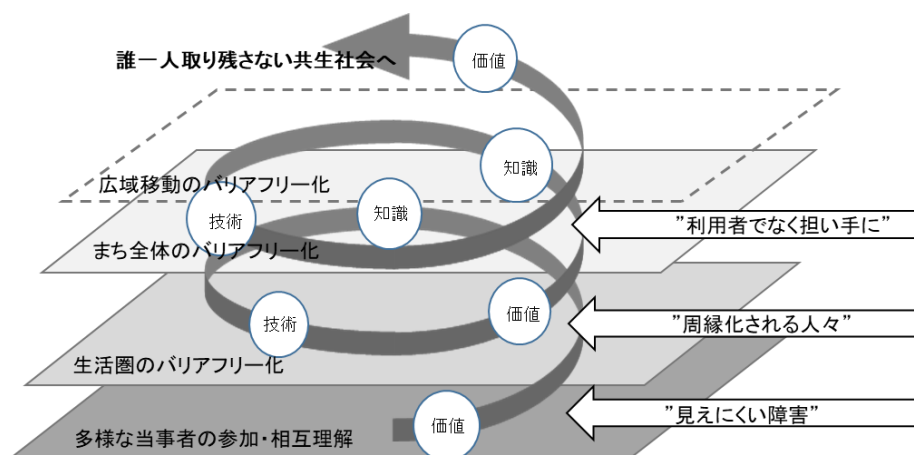 価値
誰一人取り残さない共生社会へ
知識
広域移動のバリアフリー化
技術
知識
”利用者でなく担い手に”
まち全体のバリアフリー化
価値
技術
”周縁化される人々”
生活圏のバリアフリー化
”見えにくい障害”
価値
多様な当事者の参加・相互理解